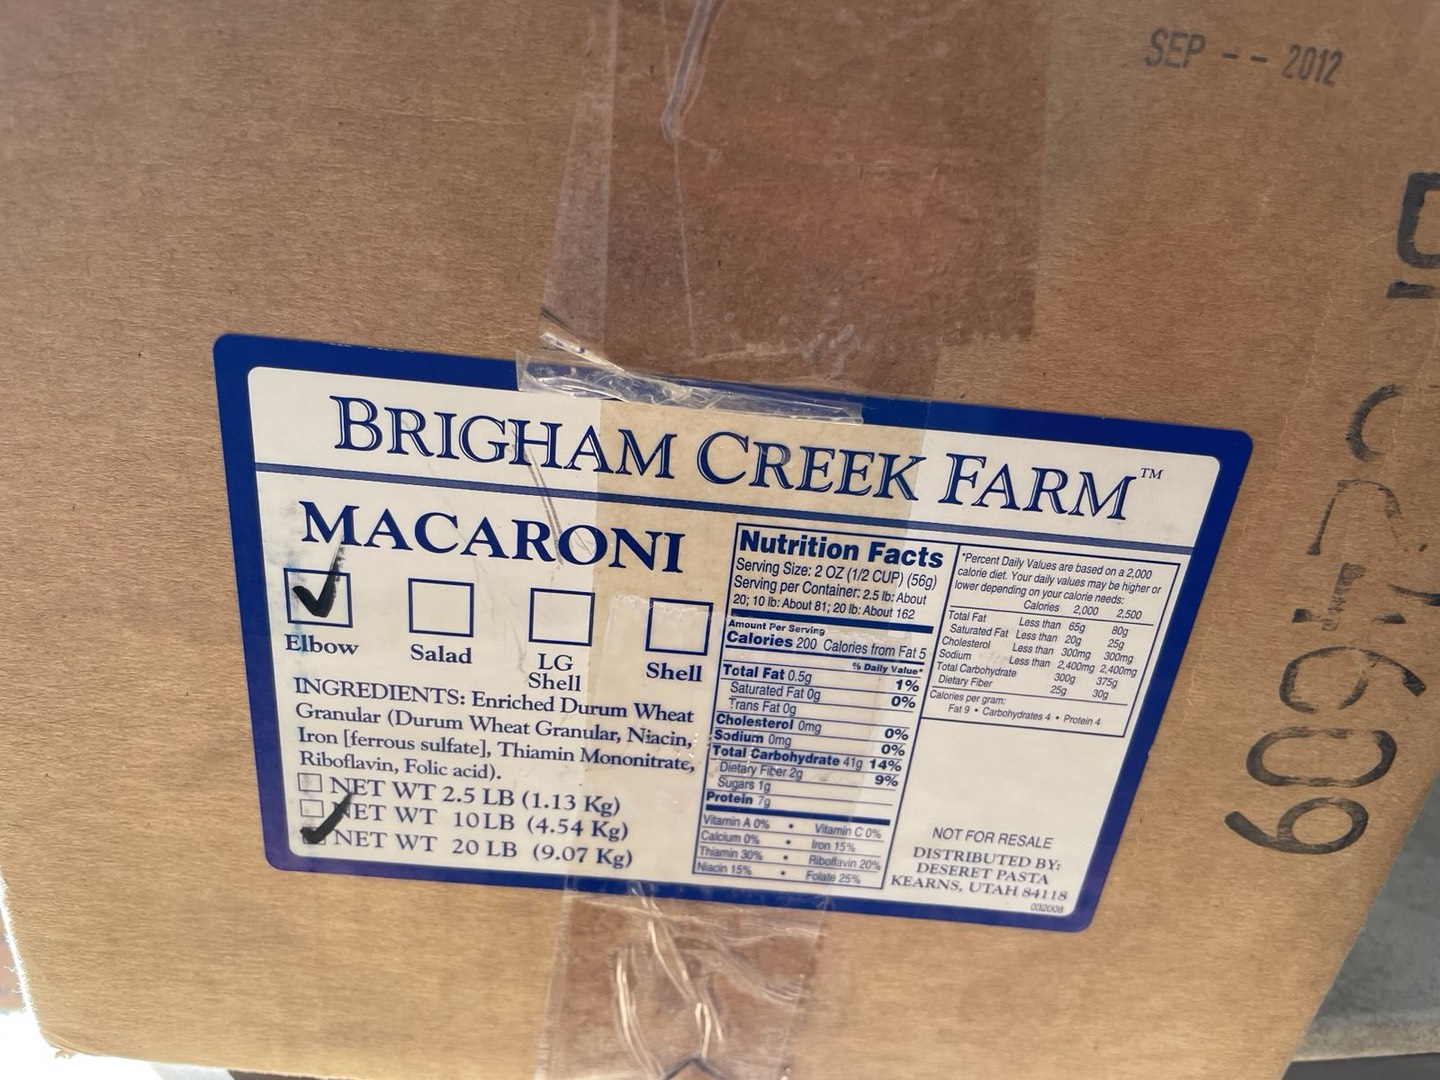 SEP - - 2012
BRIGHAM CREEK FARM™
MACARONI
Elbow
Salad
LG
Shell
Shell
INGREDIENTS: Enriched Durum Wheat
Granular (Durum Wheat Granular, Niacin,
Iron [ferrous sulfate], Thiamin Mononitrate,
Riboflavin, Folic acid).
NET WT 2.5 LB (1.13 Kg)
NET WT 10 LB (4.54 Kg)
NET WT 20 LB (9.07 Kg)
Nutrition Facts
Serving Size: 2 OZ (1/2 CUP) (56g)
Serving per Container: 2.5 lb: About
20; 10 lb: About 81; 20 lb: About 162
Amount Per Serving
Calories 200 Calories from Fat 5
% Daily Value*
Total Fat 0.5g 1%
Saturated Fat 0g 0%
Trans Fat 0g
Cholesterol 0mg 0%
Sodium 0mg 0%
Total Carbohydrate 41g 14%
Dietary Fiber 2g 9%
Sugars 1g
Protein 7g
Vitamin A 0% • Vitamin C 0%
Calcium 0% • Iron 15%
Thiamin 30% • Riboflavin 20%
Niacin 15% • Folate 25%
*Percent Daily Values are based on a 2,000
calorie diet. Your daily values may be higher or
lower depending on your calorie needs:
Calories 2,000 2,500
Total Fat Less than 65g 80g
Saturated Fat Less than 20g 25g
Cholesterol Less than 300mg 300mg
Sodium Less than 2,400mg 2,400mg
Total Carbohydrate 300g 375g
Dietary Fiber 25g 30g
Calories per gram:
Fat 9 • Carbohydrates 4 • Protein 4
NOT FOR RESALE
DISTRIBUTED BY:
DESERET PASTA
KEARNS, UTAH 84118
032008